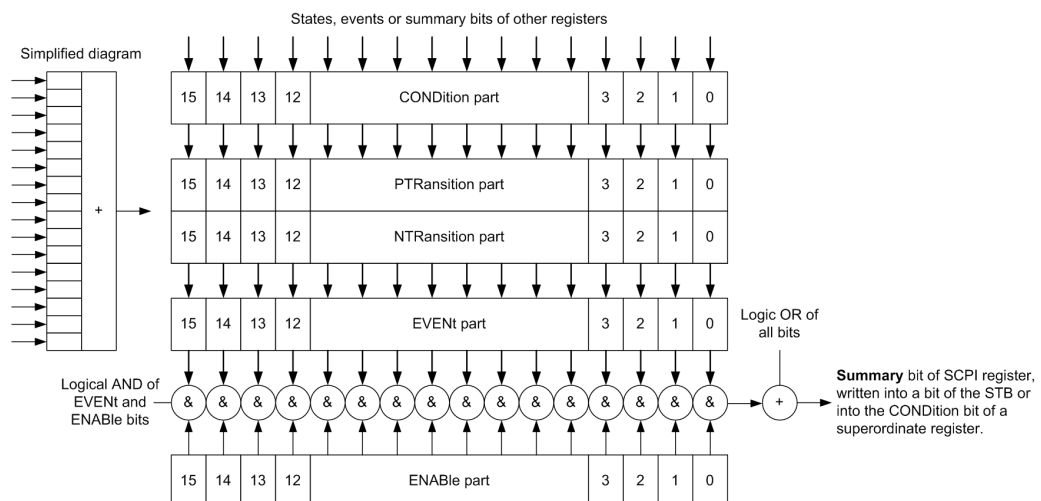 States, events or summary bits of other registers
Simplified diagram
15 14 13 12 CONDition part 3 2 1 0
15 14 13 12 PTRansition part 3 2 1 0
+
15 14 13 12 NTRansition part 3 2 1 0
15 14 13 12 EVENt part 3 2 1 0
Logic OR of
all bits
Logical AND of
EVENt and
ENABle bits
& & & & & & & & & & & & & & & &
+
Summary bit of SCPI register,
written into a bit of the STB or
into the CONDition bit of a
superordinate register.
15 14 13 12 ENABle part 3 2 1 0